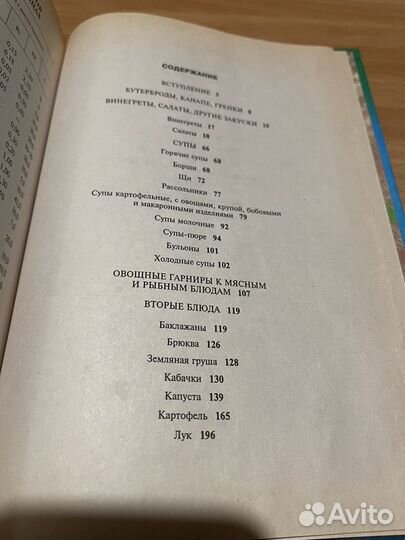 СОДЕРЖАНИЕ
ВСТУПЛЕНИЕ 5
БУТЕРБРОДЫ, КАНАПЕ, ГРЕНКИ 6
ВИНЕГРЕТЫ, САЛАТЫ, ДРУГИЕ ЗАКУСКИ 16
Винегреты 17
Салаты 18
СУПЫ 66
Горячие супы 68
Борщи 68
Щи 72
Рассольники 77
Супы картофельные, с овощами, крупой, бобовыми
и макаронными изделиями 79
Супы молочные 92
Супы-пюре 94
Бульоны 101
Холодные супы 102
ОВОЩНЫЕ ГАРНИРЫ К МЯСНЫМ
И РЫБНЫМ БЛЮДАМ 107
ВТОРЫЕ БЛЮДА 119
Баклажаны 119
Брюква 126
Земляная груша 128
Кабачки 130
Капуста 139
Картофель 165
Лук 196
Avito